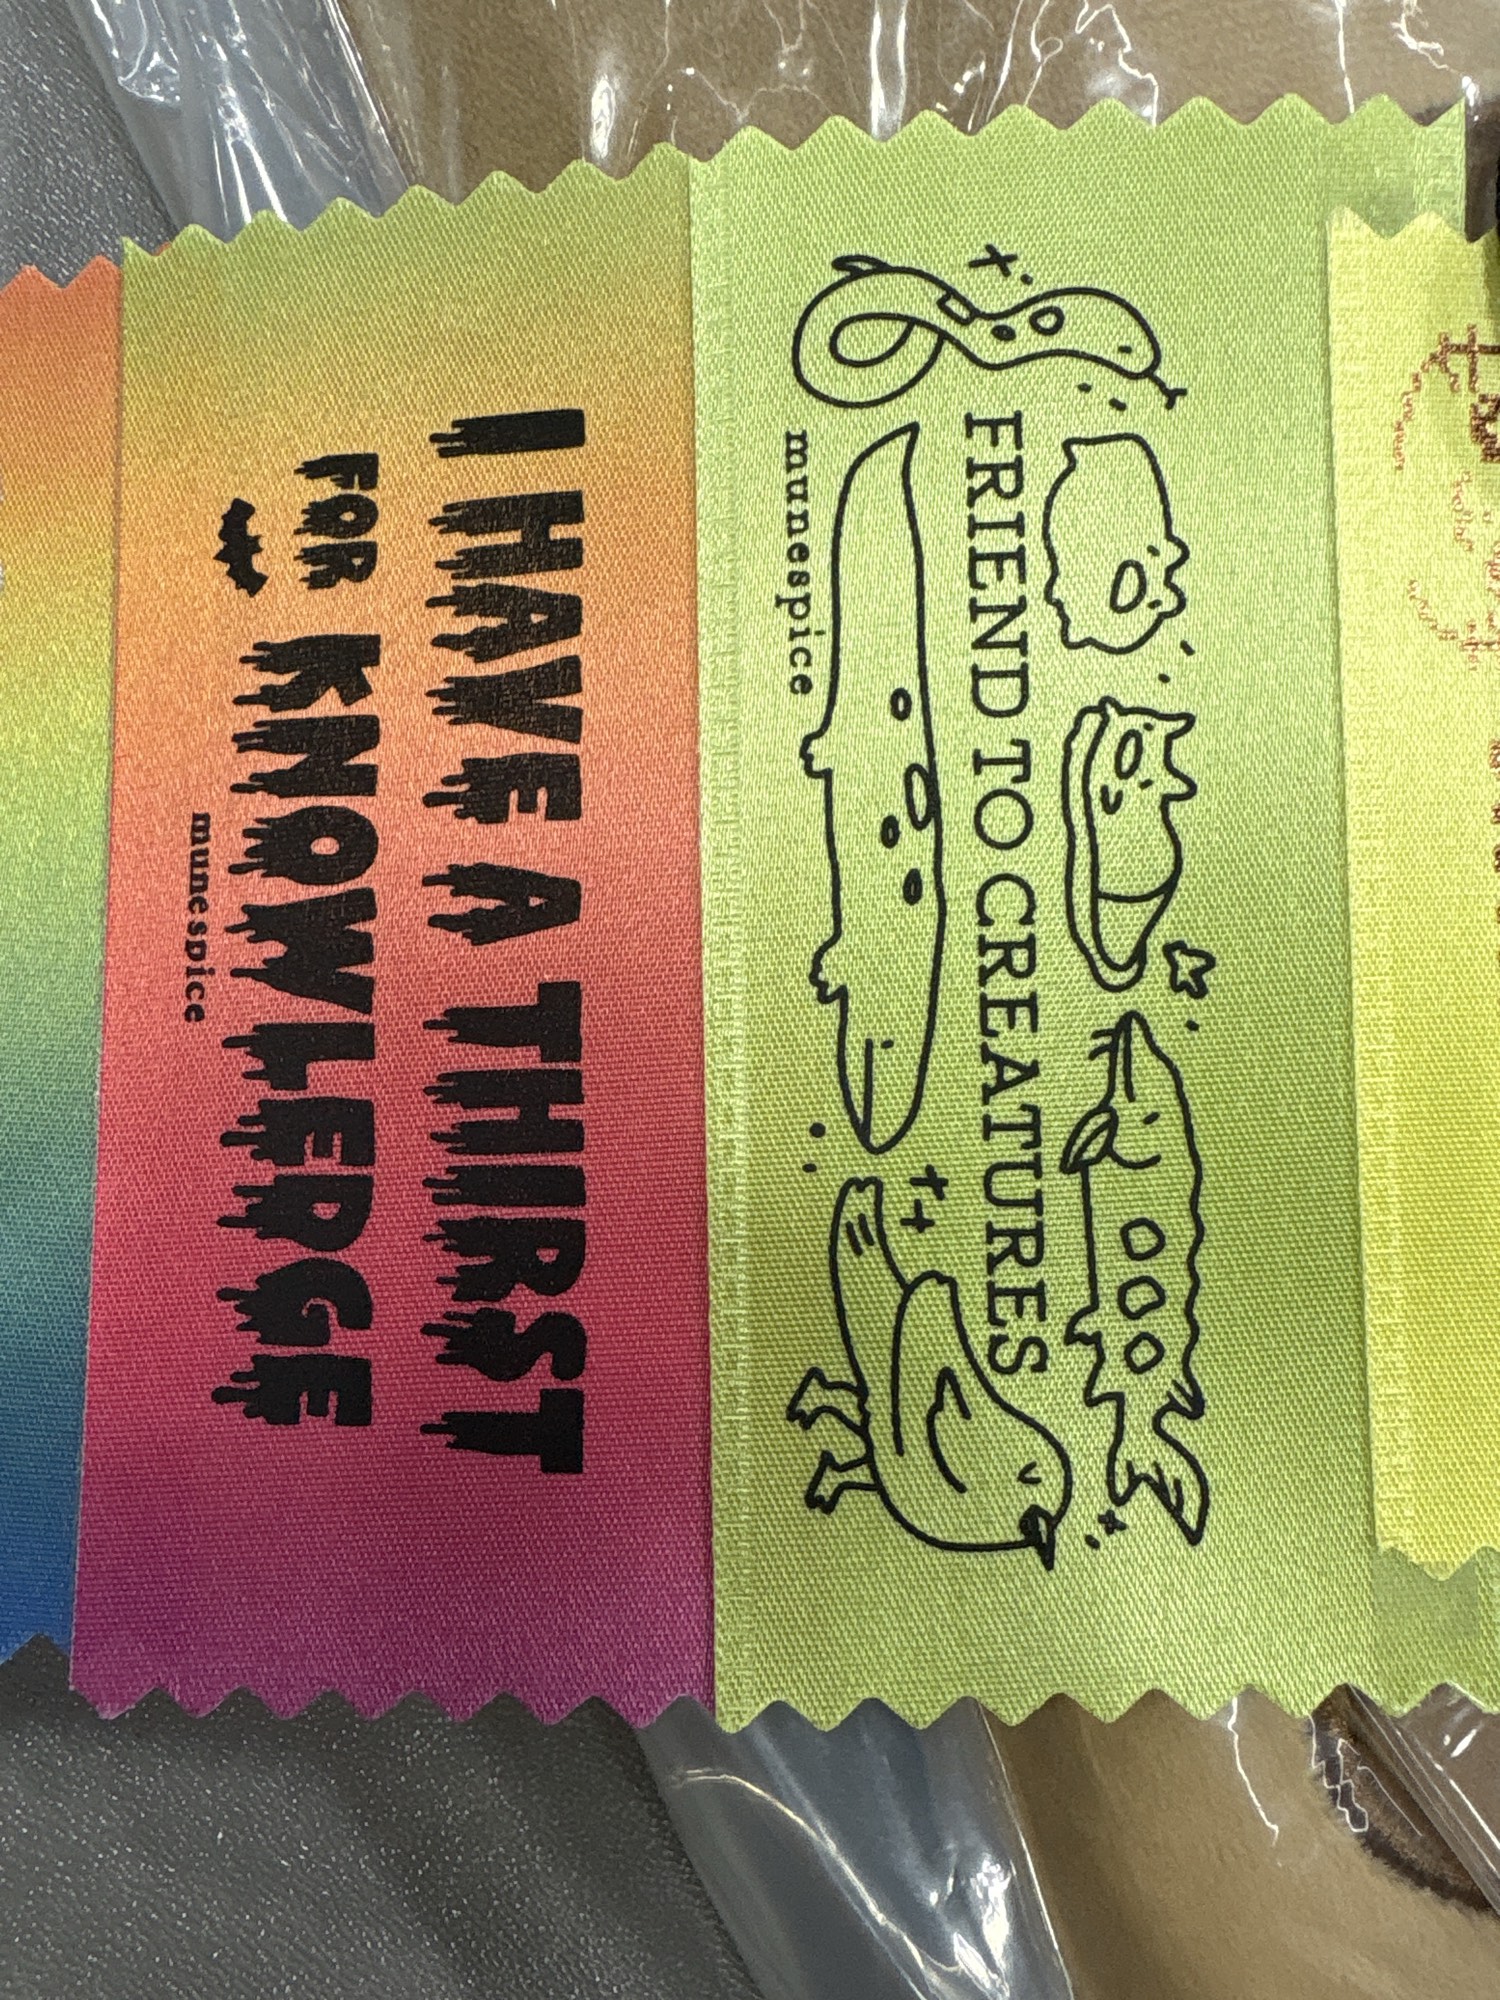 FRIEND TO CREATURES
munespice
I HAVE A THIRST
FOR KNOWLEDGE
munespice